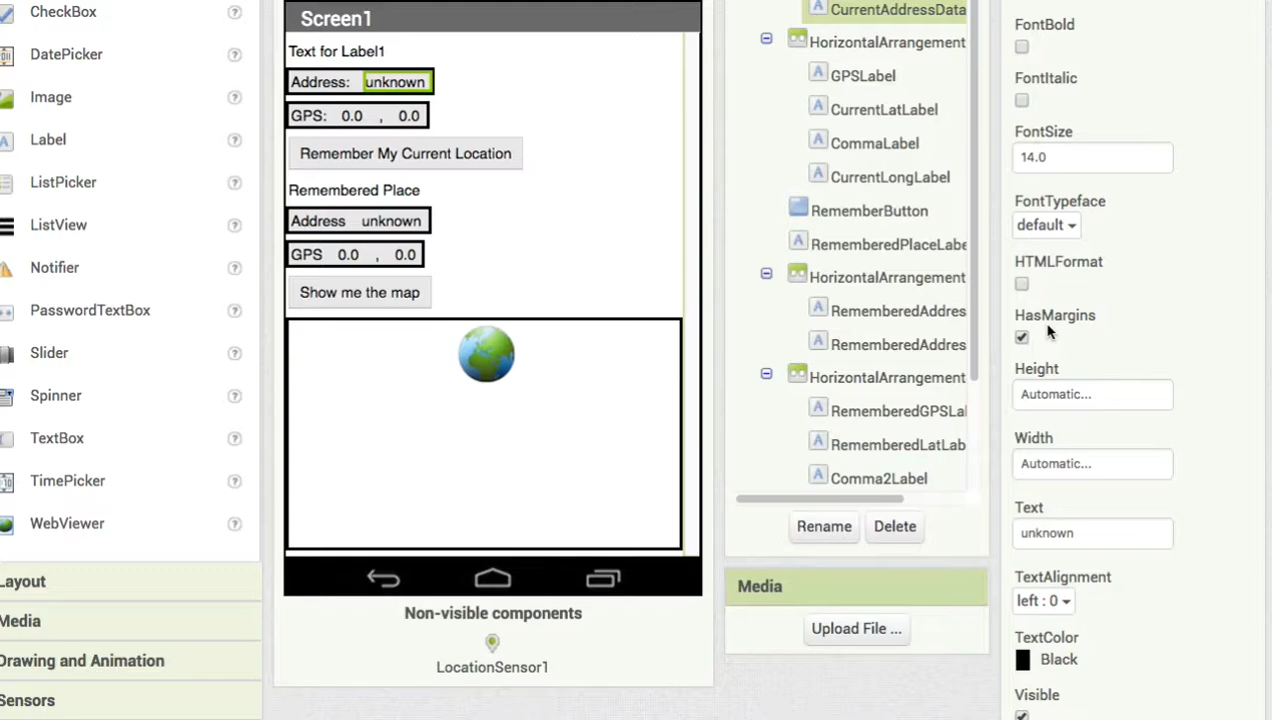 CheckBox
DatePicker
Image
Label
ListPicker
ListView
Notifier
PasswordTextBox
Slider
Spinner
TextBox
TimePicker
WebViewer
Layout
Media
Drawing and Animation
Sensors
Screen1
Text for Label1
Address: unknown
GPS: 0.0 , 0.0
Remember My Current Location
Remembered Place
Address unknown
GPS 0.0 , 0.0
Show me the map
Non-visible components
LocationSensor1
CurrentAddressData
HorizontalArrangement
GPSLabel
CurrentLatLabel
CommaLabel
CurrentLongLabel
RememberButton
RememberedPlaceLabe
HorizontalArrangement
RememberedAddres
RememberedAddres
HorizontalArrangement
RememberedGPSLa
RememberedLatLab
Comma2Label
Rename Delete
Media
Upload File ...
FontBold
FontItalic
FontSize
14.0
FontTypeface
default
HTMLFormat
HasMargins
Height
Automatic...
Width
Automatic...
Text
unknown
TextAlignment
left : 0
TextColor
Black
Visible